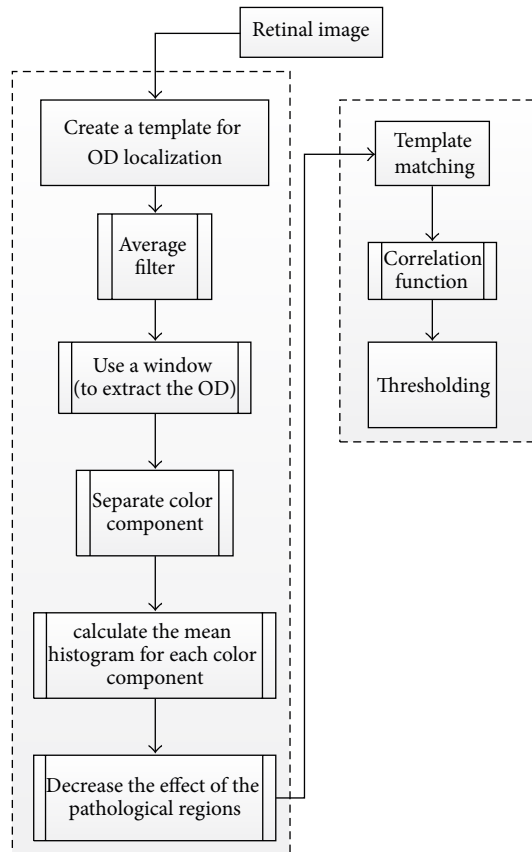 Retinal image
Create a template for
OD localization
Average
filter
Use a window
(to extract the OD)
Separate color
component
calculate the mean
histogram for each color
component
Decrease the effect of the
pathological regions
Template
matching
Correlation
function
Thresholding